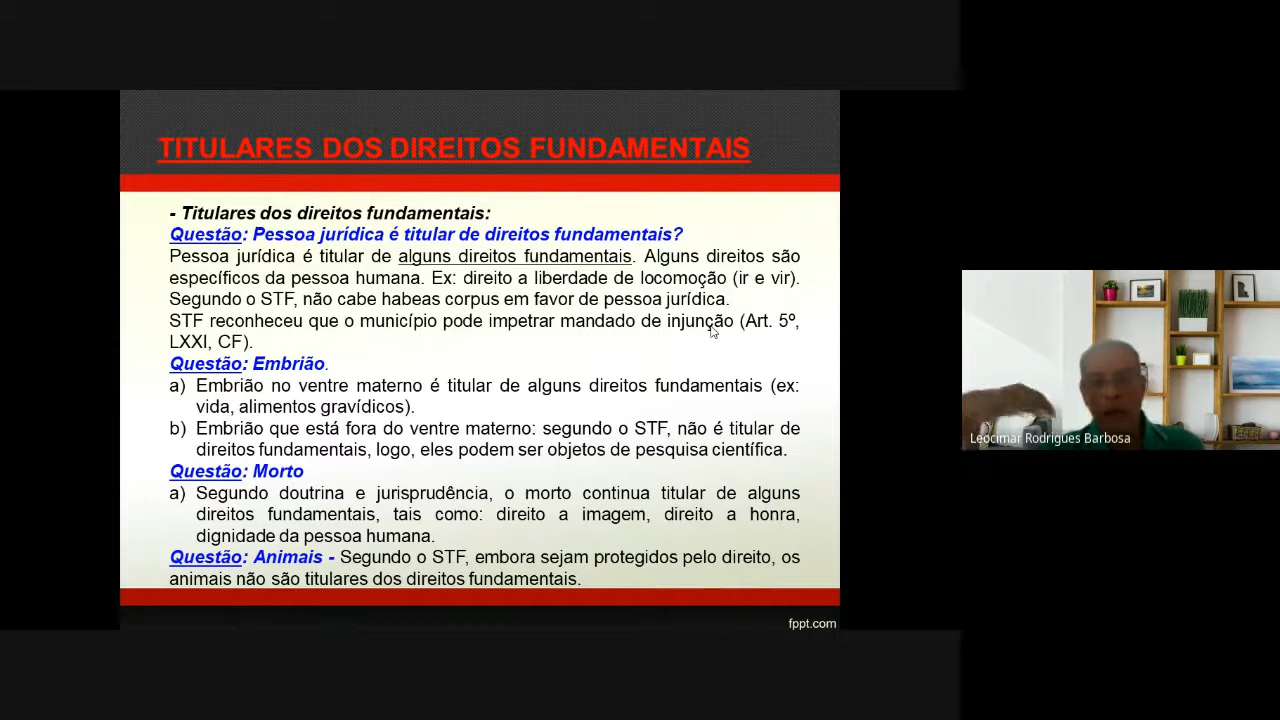 TITULARES DOS DIREITOS FUNDAMENTAIS
- Titulares dos direitos fundamentais:
Questão: Pessoa jurídica é titular de direitos fundamentais?
Pessoa jurídica é titular de alguns direitos fundamentais. Alguns direitos são
específicos da pessoa humana. Ex: direito a liberdade de locomoção (ir e vir).
Segundo o STF, não cabe habeas corpus em favor de pessoa jurídica.
STF reconheceu que o município pode impetrar mandado de injunção (Art. 5º,
LXXI, CF).
Questão: Embrião.
a) Embrião no ventre materno é titular de alguns direitos fundamentais (ex:
vida, alimentos gravídicos).
b) Embrião que está fora do ventre materno: segundo o STF, não é titular de
direitos fundamentais, logo, eles podem ser objetos de pesquisa científica.
Questão: Morto
a) Segundo doutrina e jurisprudência, o morto continua titular de alguns
direitos fundamentais, tais como: direito a imagem, direito a honra,
dignidade da pessoa humana.
Questão: Animais - Segundo o STF, embora sejam protegidos pelo direito, os
animais não são titulares dos direitos fundamentais.
fppt.com
Leocimar Rodrigues Barbosa